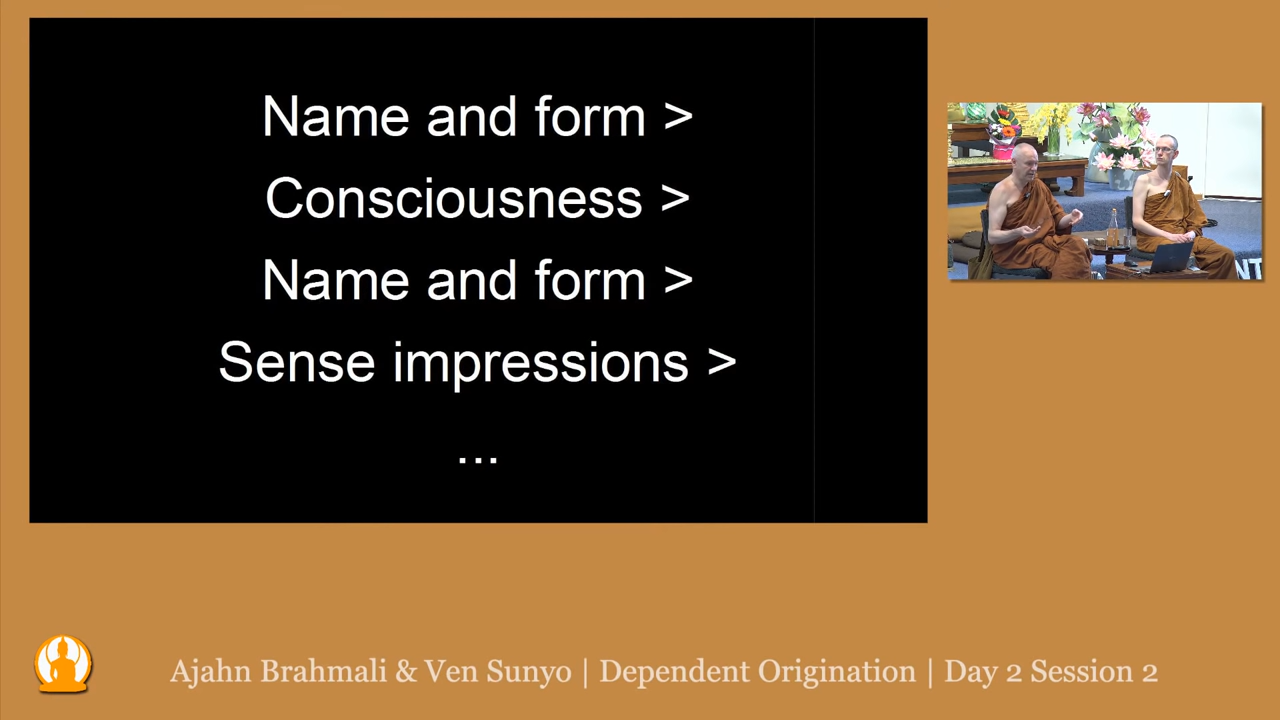 Name and form >
Consciousness >
Name and form >
Sense impressions >
...
NT
Ajahn Brahmali & Ven Sunyo | Dependent Origination | Day 2 Session 2